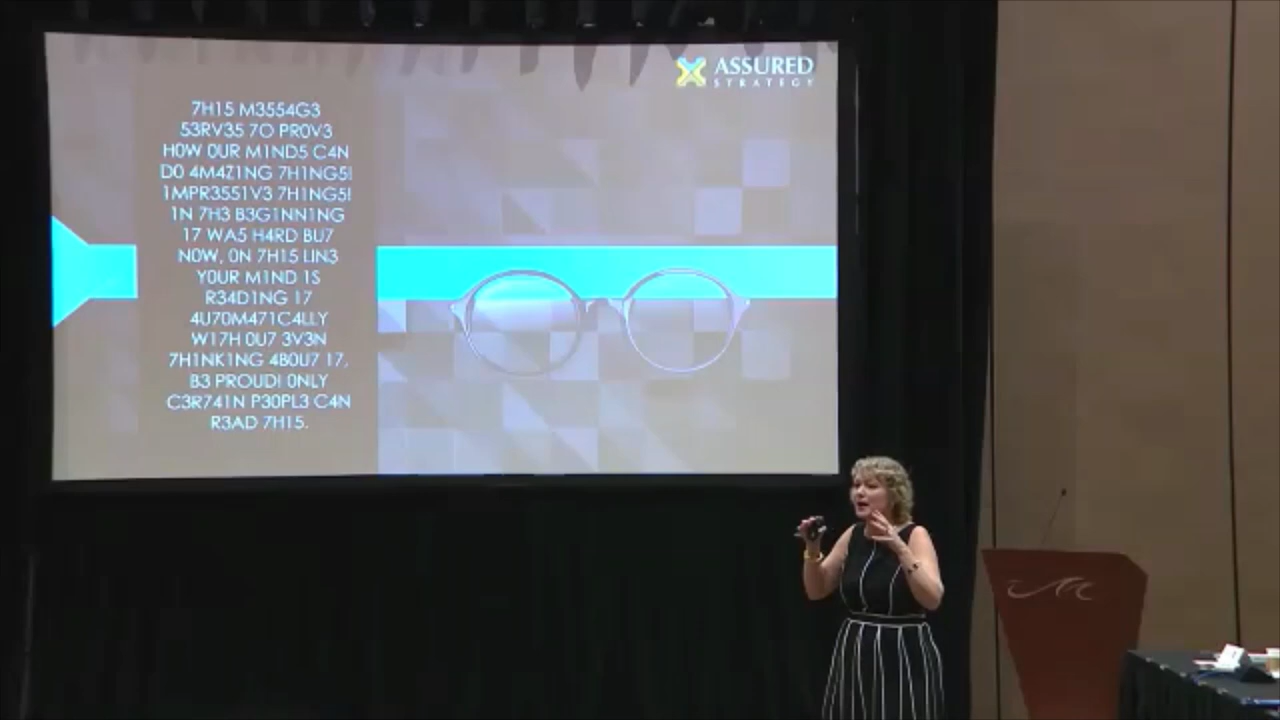 ASSURED
STRATEGY
7H15 M3554G3
53RV35 7O PR0V3
H0W 0UR M1ND5 C4N
D0 4M4Z1NG 7H1NG5!
1MPR3551V3 7H1NG5!
1N 7H3 B3G1NN1NG
17 WA5 H4RD BU7
N0W, 0N 7H15 LIN3
Y0UR M1ND 1S
R34D1NG 17
4U70M471C4LLY
W17H 0U7 3V3N
7H1NK1NG 4B0U7 17,
B3 PROUD! 0NLY
C3R741N P30PL3 C4N
R3AD 7H15.